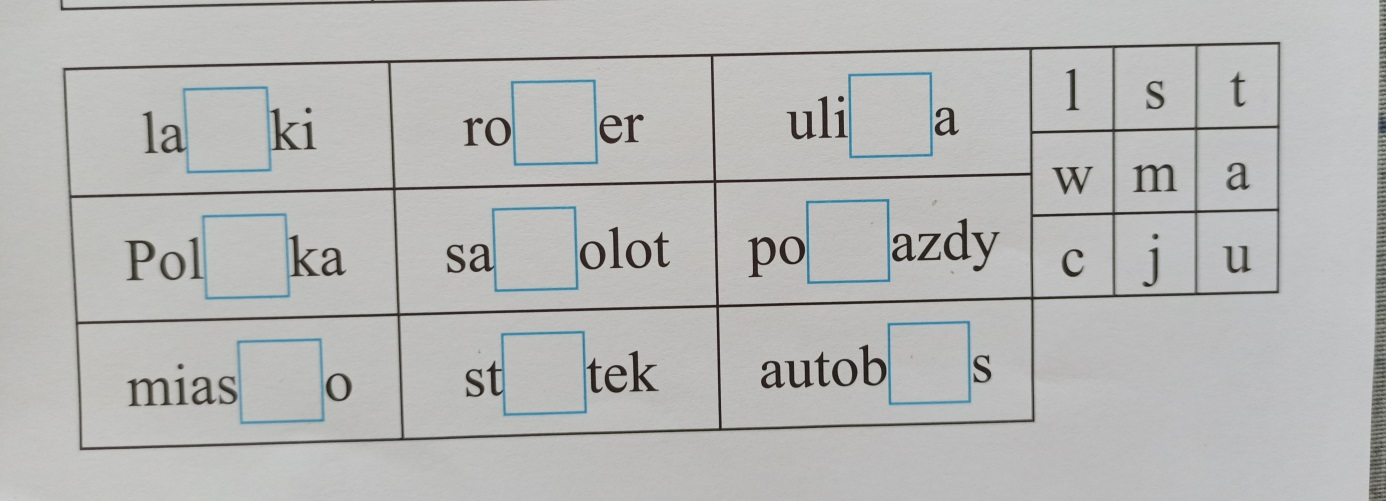 la□ki ro□er uli□a l s t
w m a
Pol□ka sa□olot po□azdy c j u
mias□o st□tek autob□s